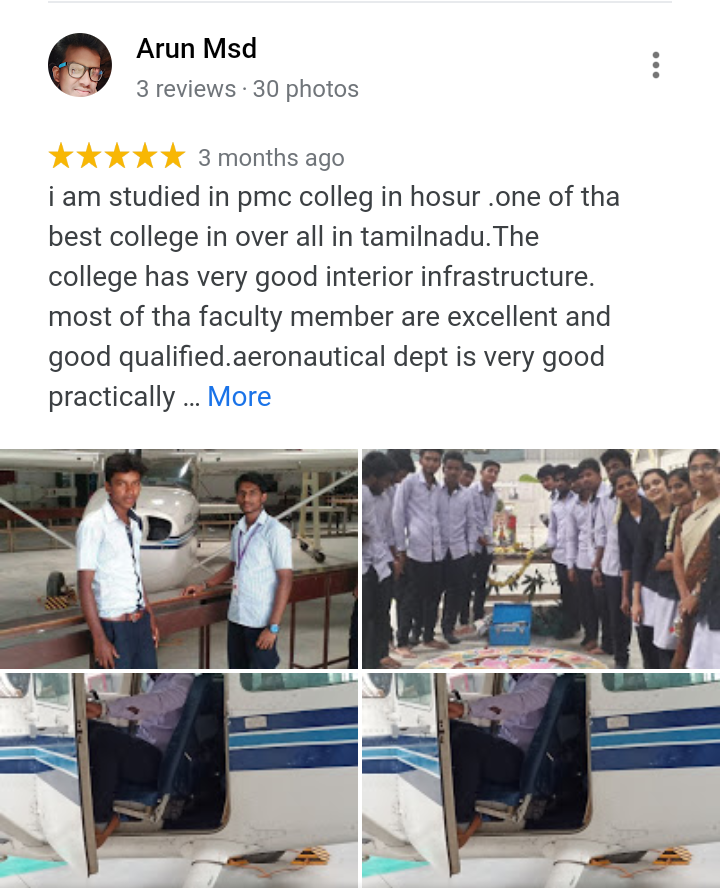 Arun Msd
3 reviews · 30 photos
3 months ago
i am studied in pmc colleg in hosur .one of tha
best college in over all in tamilnadu.The
college has very good interior infrastructure.
most of tha faculty member are excellent and
good qualified.aeronautical dept is very good
practically ... More